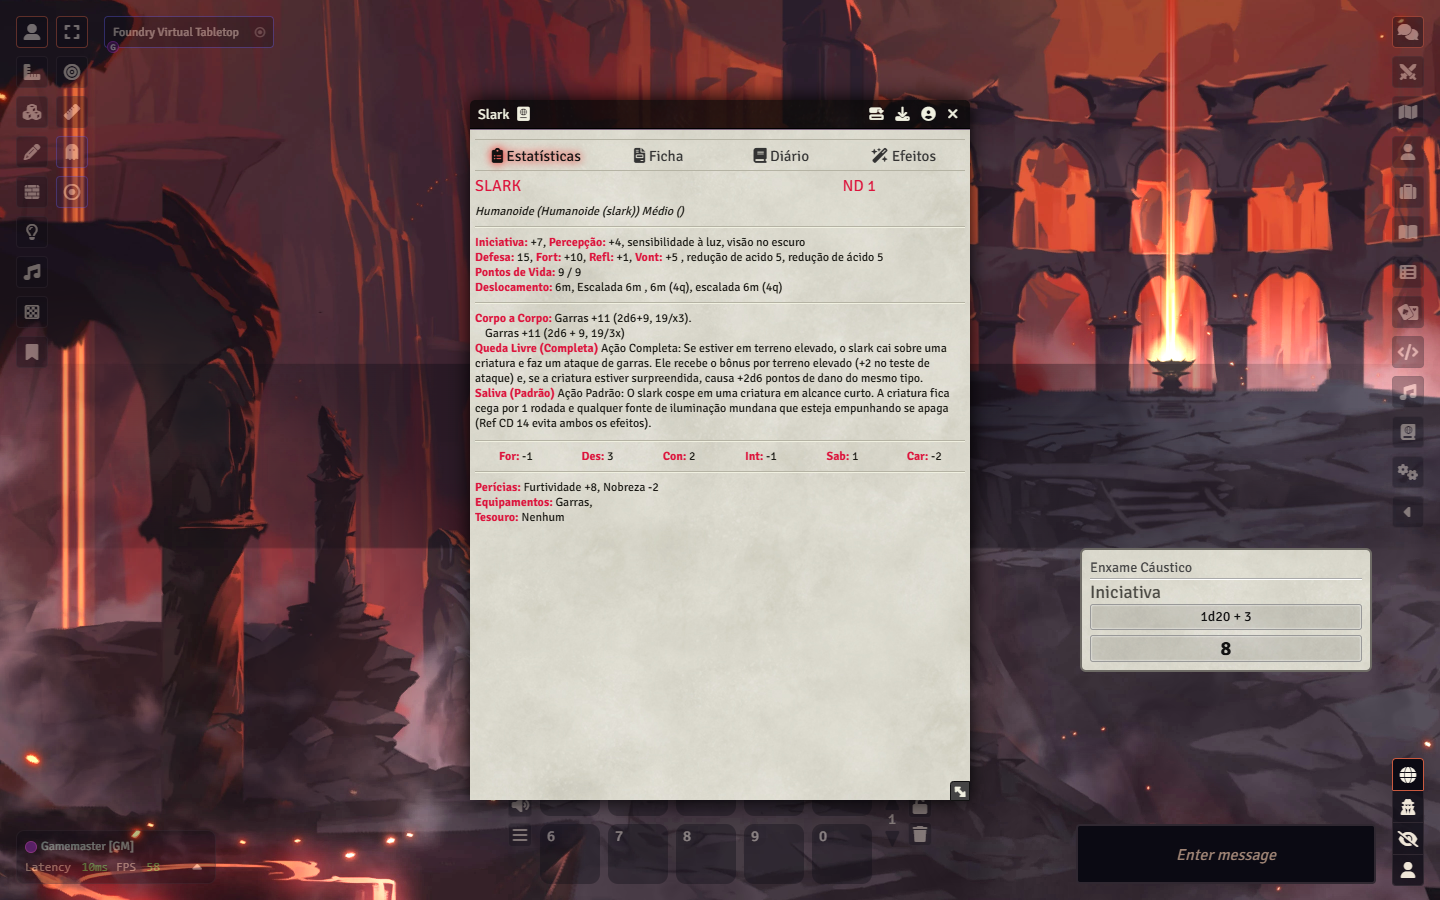 Foundry Virtual Tabletop
G
Slark
Estatísticas
Ficha
Diário
Efeitos
SLARK
ND 1
Humanoide (Humanoide (slark)) Médio ()
Iniciativa: +7, Percepção: +4, sensibilidade à luz, visão no escuro
Defesa: 15, Fort: +10, Refl: +1, Vont: +5 , redução de acido 5, redução de ácido 5
Pontos de Vida: 9 / 9
Deslocamento: 6m, Escalada 6m , 6m (4q), escalada 6m (4q)
Corpo a Corpo: Garras +11 (2d6+9, 19/x3).
Garras +11 (2d6 + 9, 19/3x)
Queda Livre (Completa) Ação Completa: Se estiver em terreno elevado, o slark cai sobre uma
criatura e faz um ataque de garras. Ele recebe o bônus por terreno elevado (+2 no teste de
ataque) e, se a criatura estiver surpreendida, causa +2d6 pontos de dano do mesmo tipo.
Saliva (Padrão) Ação Padrão: O slark cospe em uma criatura em alcance curto. A criatura fica
cega por 1 rodada e qualquer fonte de iluminação mundana que esteja empunhando se apaga
(Ref CD 14 evita ambos os efeitos).
For: -1
Des: 3
Con: 2
Int: -1
Sab: 1
Car: -2
Perícias: Furtividade +8, Nobreza -2
Equipamentos: Garras,
Tesouro: Nenhum
Enxame Cáustico
Iniciativa
1d20 + 3
8
1
6
7
8
9
0
Gamemaster [GM]
Latency 10ms FPS 58
Enter message